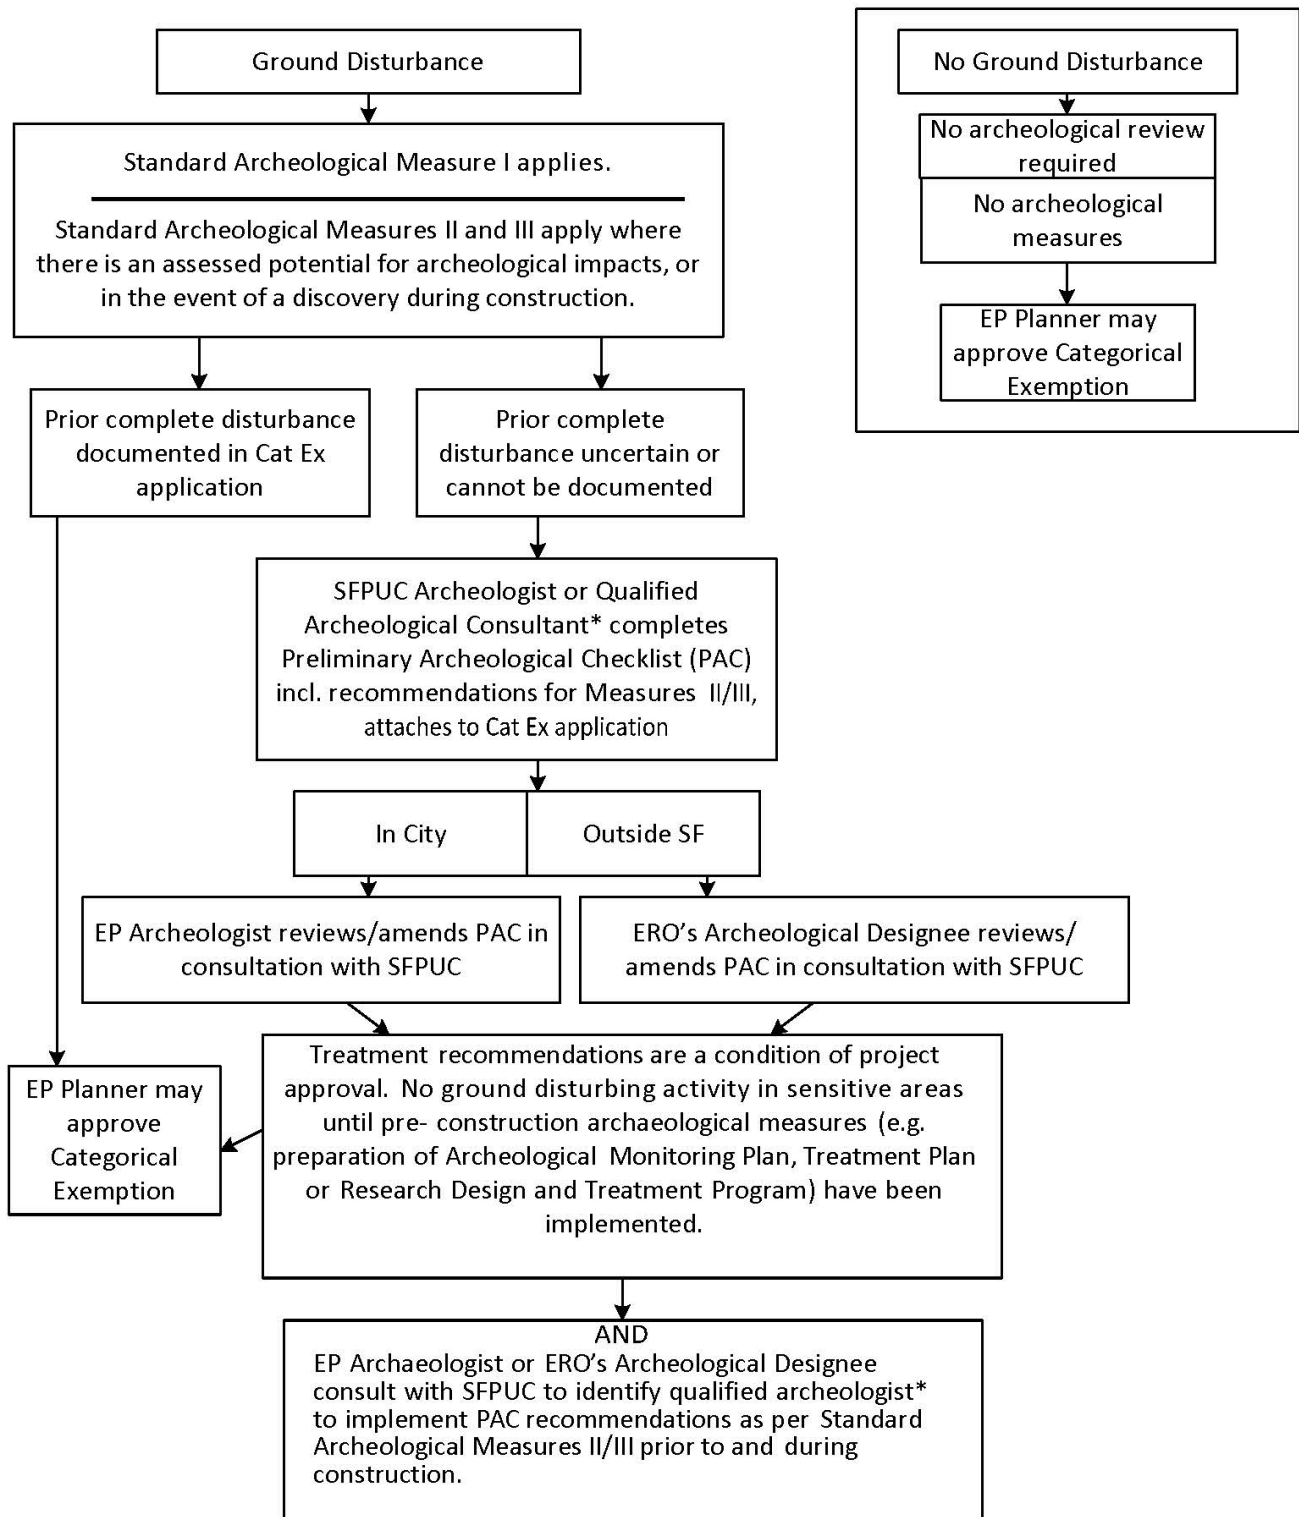 Ground Disturbance
Standard Archeological Measure I applies.
Standard Archeological Measures II and III apply where
there is an assessed potential for archeological impacts, or
in the event of a discovery during construction.
Prior complete disturbance
documented in Cat Ex
application
Prior complete
disturbance uncertain or
cannot be documented
SFPUC Archeologist or Qualified
Archeological Consultant* completes
Preliminary Archeological Checklist (PAC)
incl. recommendations for Measures II/III,
attaches to Cat Ex application
In City
Outside SF
EP Archeologist reviews/amends PAC in
consultation with SFPUC
ERO’s Archeological Designee reviews/
amends PAC in consultation with SFPUC
EP Planner may
approve
Categorical
Exemption
Treatment recommendations are a condition of project
approval. No ground disturbing activity in sensitive areas
until pre- construction archaeological measures (e.g.
preparation of Archeological Monitoring Plan, Treatment Plan
or Research Design and Treatment Program) have been
implemented.
AND
EP Archaeologist or ERO’s Archeological Designee
consult with SFPUC to identify qualified archeologist*
to implement PAC recommendations as per Standard
Archeological Measures II/III prior to and during
construction.
No Ground Disturbance
No archeological review
required
No archeological
measures
EP Planner may
approve Categorical
Exemption